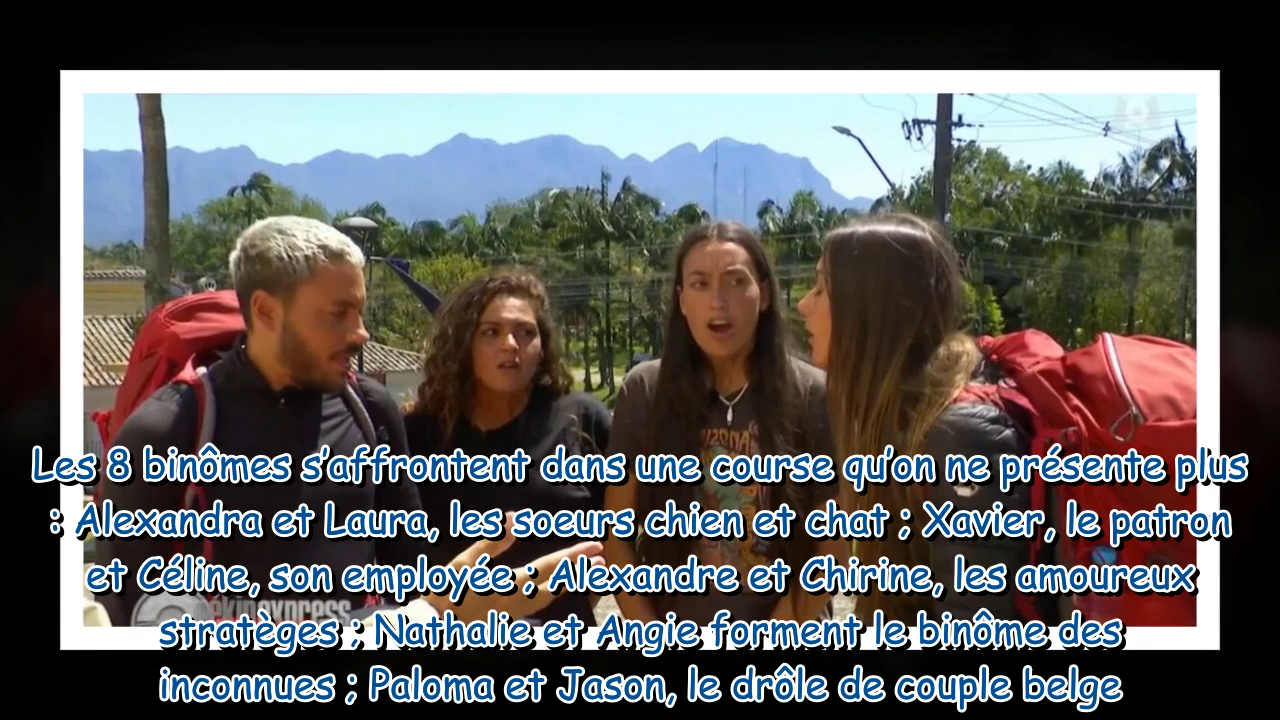 Les 8 binômes s'affrontent dans une course qu'on ne présente plus
: Alexandra et Laura, les soeurs chien et chat ; Xavier, le patron
et Céline, son employée ; Alexandre et Chirine, les amoureux
stratèges ; Nathalie et Angie forment le binôme des
inconnues ; Paloma et Jason, le drôle de couple belge